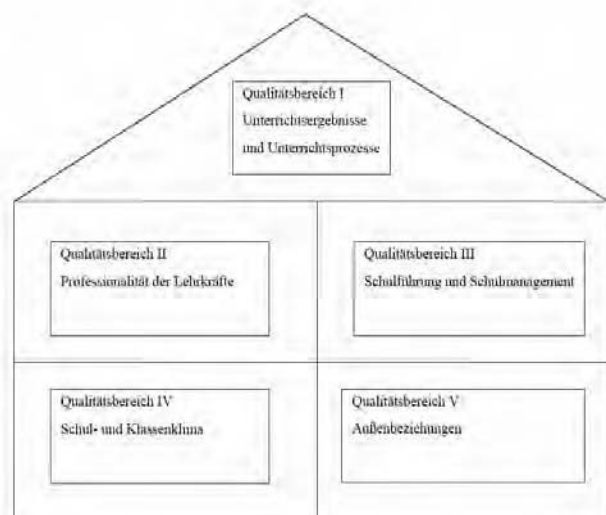 Qualitätsbereich I
Unterrichtsergebnisse
und Unterrichtsprozesse
Qualitätsbereich II
Professionalität der Lehrkräfte
Qualitätsbereich III
Schulführung und Schulmanagement
Qualitätsbereich IV
Schul- und Klassenklima
Qualitätsbereich V
Außenbeziehungen